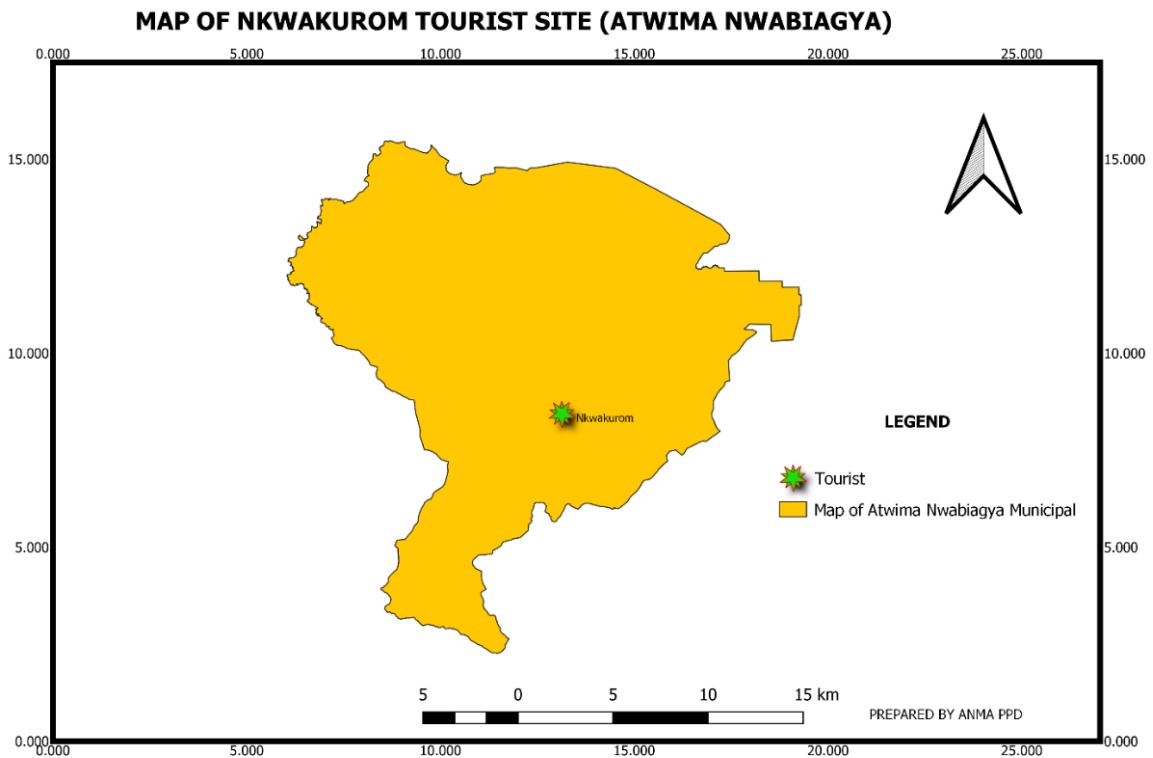 MAP OF NKWAKUROM TOURIST SITE (ATWIMA NWABIAGYA)
0.000 5.000 10.000 15.000 20.000 25.000
15.000 15.000
10.000 10.000
Nkwakurom
LEGEND
Tourist
Map of Atwima Nwabiagya Municipal
5.000 5.000
5 0 5 10 15 km
PREPARED BY ANMA PPD
0.000 0.000
0.000 5.000 10.000 15.000 20.000 25.000